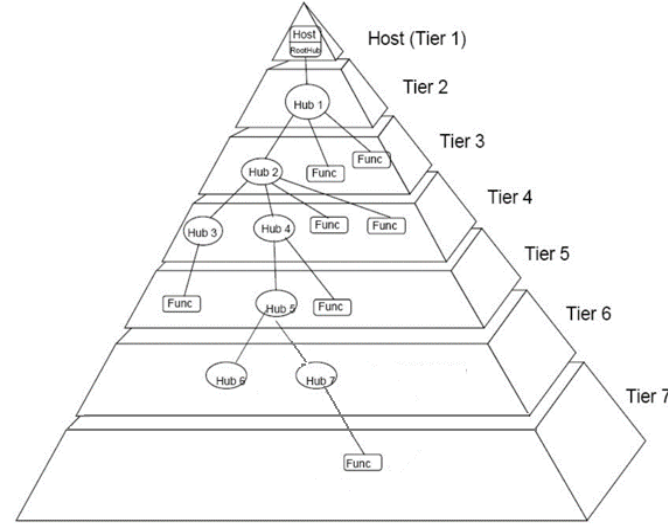 Host
RootHub
Host (Tier 1)
Hub 1
Tier 2
Hub 2
Func
Func
Tier 3
Hub 3
Hub 4
Func
Func
Tier 4
Func
Hub 5
Func
Tier 5
Hub 6
Hub 7
Tier 6
Func
Tier 7